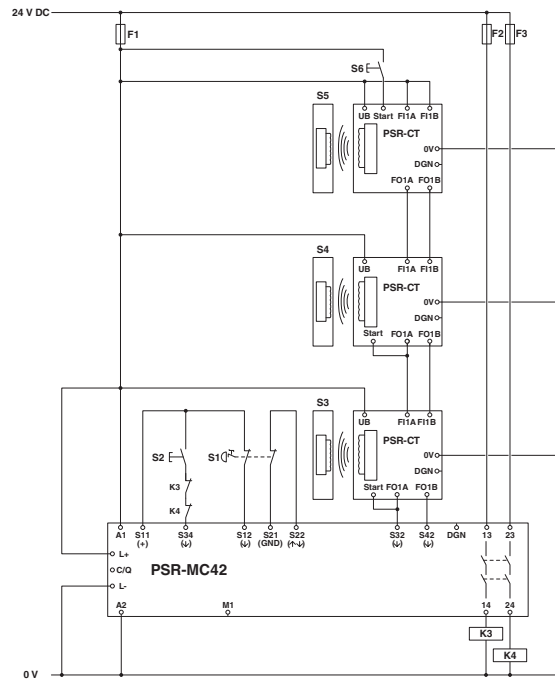 24 V DC
F1 F2 F3
S6
S5
UB Start FI1A FI1B
PSR-CT
0V
DGN
FO1A FO1B
S4
UB FI1A FI1B
PSR-CT
0V
DGN
Start FO1A FO1B
S3
UB FI1A FI1B
PSR-CT
0V
DGN
Start FO1A FO1B
S2 S1
K3
K4
A1 S11 S34 S12 S21 S22 S32 S42 DGN 13 23
(+) (↓) (↓) (GND) (↑↓) (↓) (↓)
L+
C/Q PSR-MC42
L-
A2 M1 14 24
K3
K4
0 V